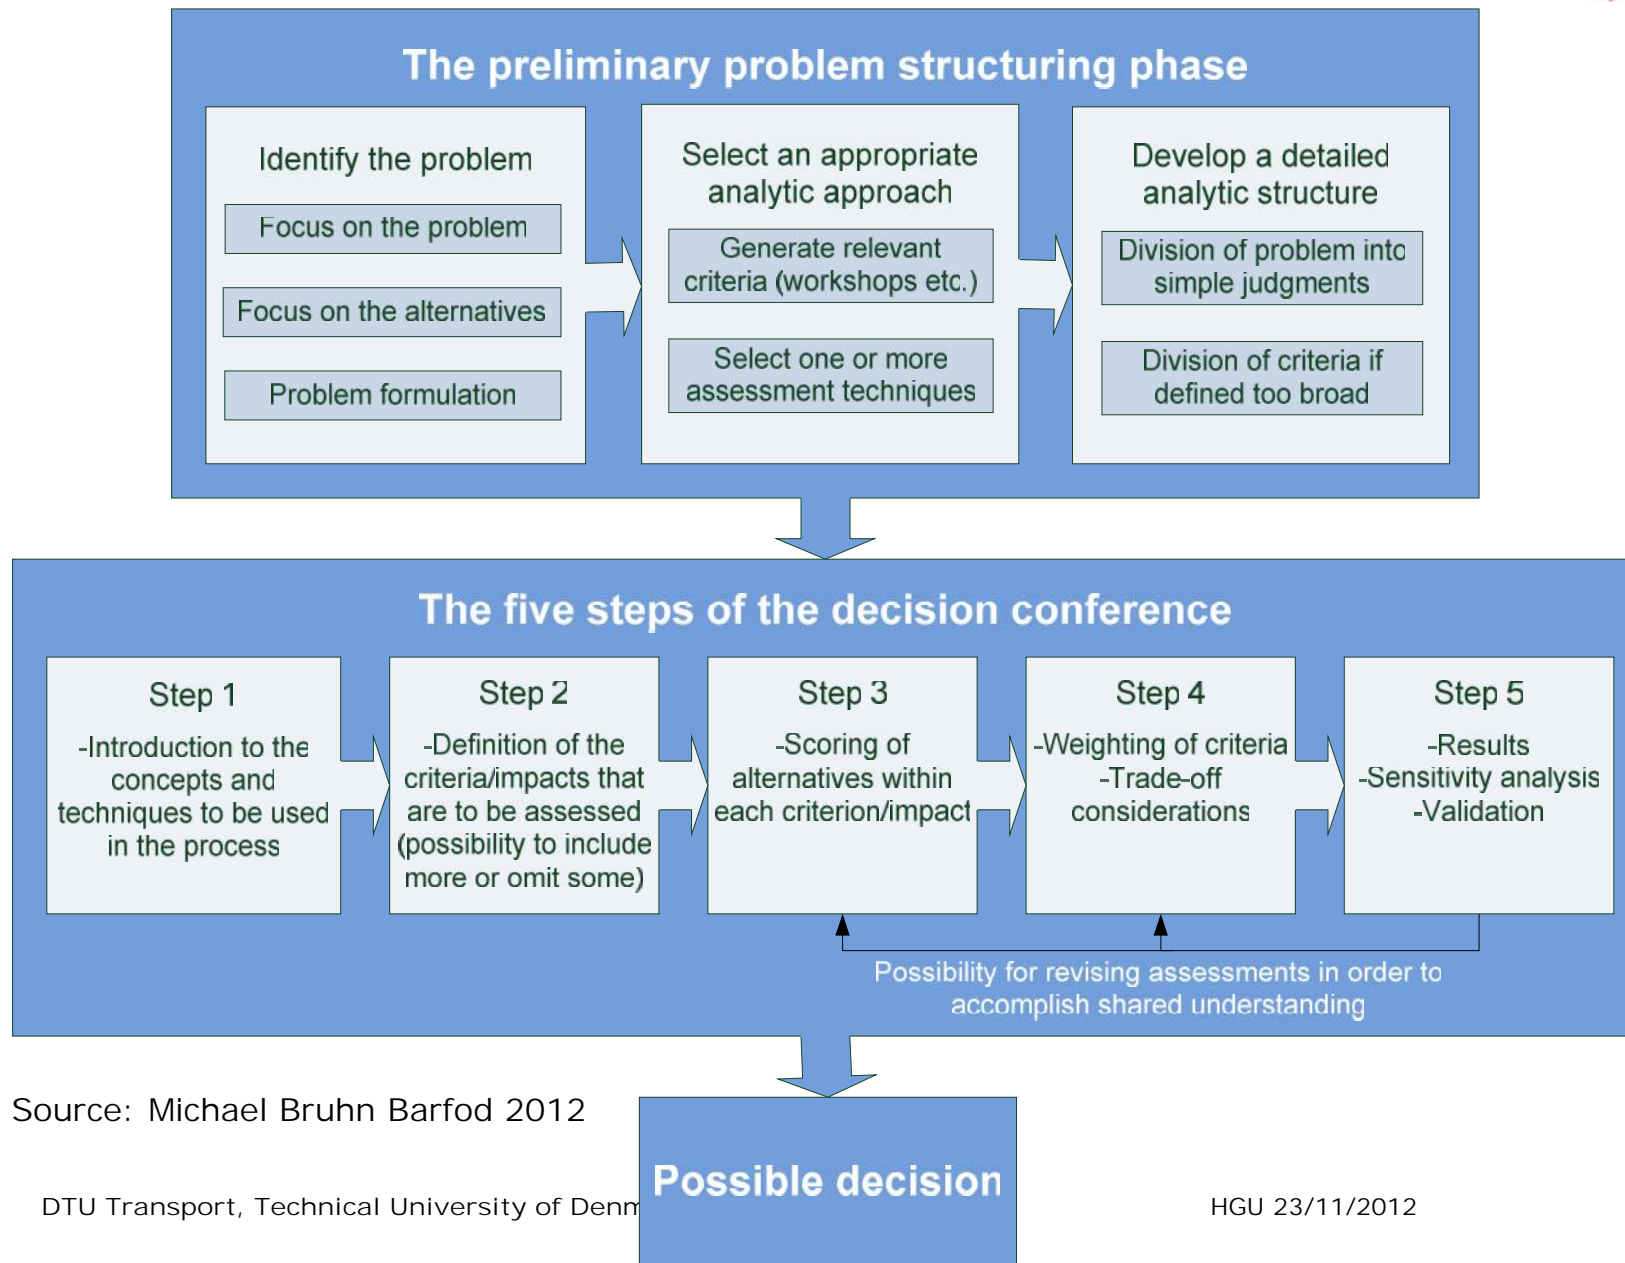 The preliminary problem structuring phase
Identify the problem
Focus on the problem
Focus on the alternatives
Problem formulation
Select an appropriate
analytic approach
Generate relevant
criteria (workshops etc.)
Select one or more
assessment techniques
Develop a detailed
analytic structure
Division of problem into
simple judgments
Division of criteria if
defined too broad
The five steps of the decision conference
Step 1
-Introduction to the
concepts and
techniques to be used
in the process
Step 2
-Definition of the
criteria/impacts that
are to be assessed
(possibility to include
more or omit some)
Step 3
-Scoring of
alternatives within
each criterion/impact
Step 4
-Weighting of criteria
-Trade-off
considerations
Step 5
-Results
-Sensitivity analysis
-Validation
Possibility for revising assessments in order to
accomplish shared understanding
Source: Michael Bruhn Barfod 2012
Possible decision
DTU Transport, Technical University of Denm
HGU 23/11/2012